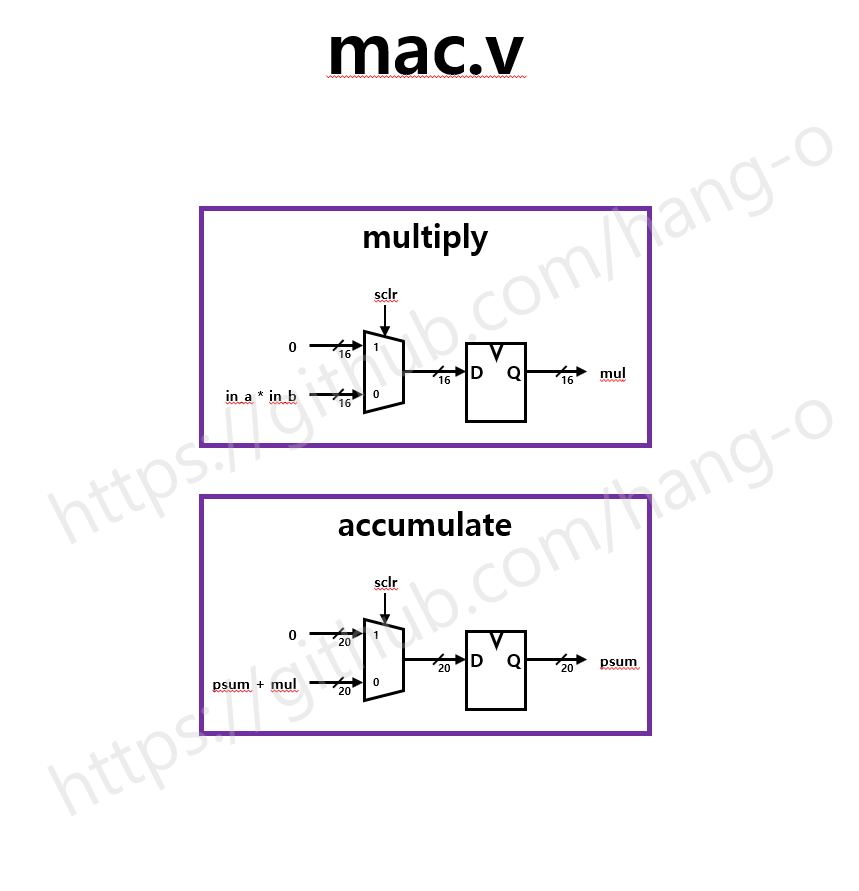 mac.v
multiply
sclr
0
16
1
in_a * in_b
16
0
16
D Q
16
mul
accumulate
sclr
0
20
1
psum + mul
20
0
20
D Q
20
psum
https://github.com/hang-o
https://github.com/hang-o